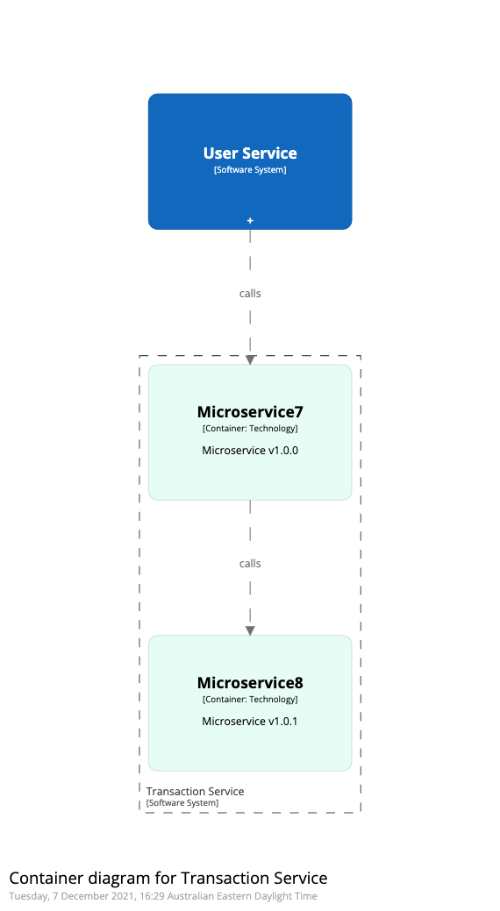 User Service
[Software System]
+
calls
Microservice7
[Container: Technology]
Microservice v1.0.0
calls
Microservice8
[Container: Technology]
Microservice v1.0.1
Transaction Service
[Software System]
Container diagram for Transaction Service
Tuesday, 7 December 2021, 16:29 Australian Eastern Daylight Time